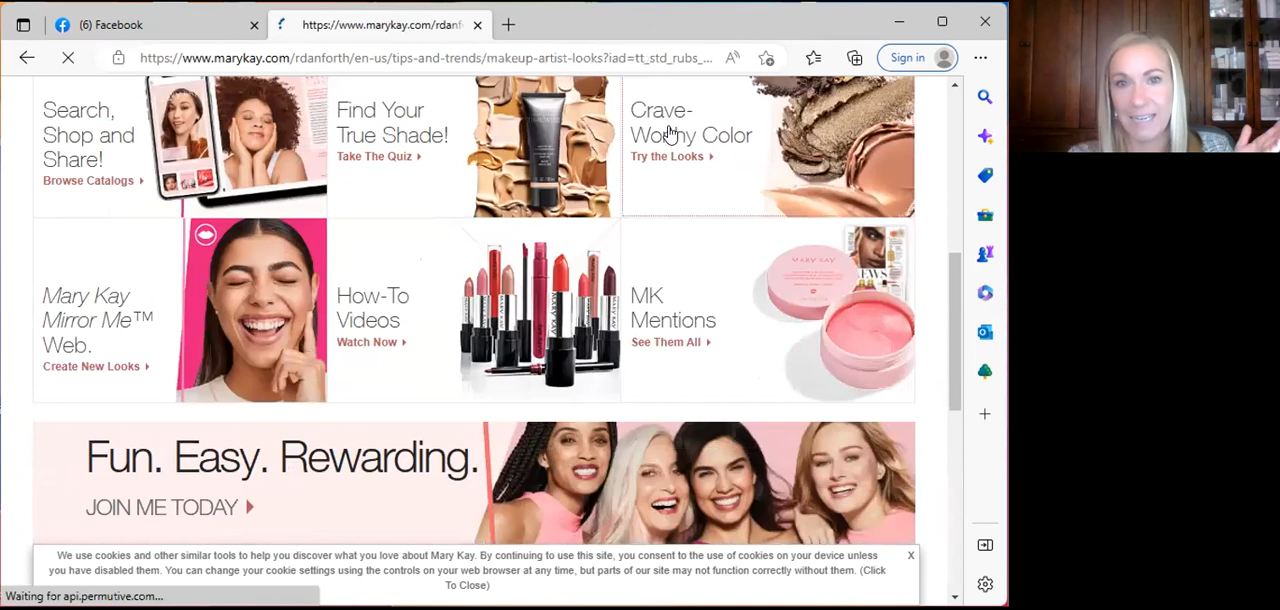 (6) Facebook
https://www.marykay.com/rdanf
https://www.marykay.com/rdanforth/en-us/tips-and-trends/makeup-artist-looks?iad=tt_std_rubs_...
Sign in
Search,
Shop and
Share!
Browse Catalogs
Find Your
True Shade!
Take The Quiz
Crave-
Worthy Color
Try the Looks
Mary Kay
Mirror Me™
Web.
Create New Looks
How-To
Videos
Watch Now
MK
Mentions
See Them All
MARY KAY
Fun. Easy. Rewarding.
JOIN ME TODAY
We use cookies and other similar tools to help you discover what you love about Mary Kay. By continuing to use this site, you consent to the use of cookies on your device unless
you have disabled them. You can change your cookie settings using the controls on your web browser at any time, but parts of our site may not function correctly without them. (Click
To Close)
X
Waiting for api.permutive.com...